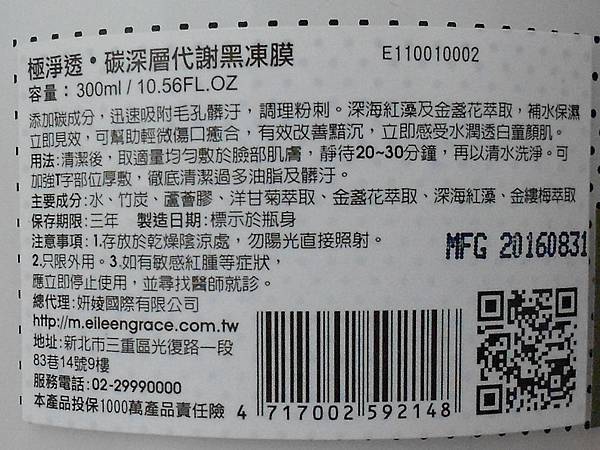 極淨透•碳深層代謝黑凍膜 E110010002
容量：300ml / 10.56FL.OZ
添加碳成分，迅速吸附毛孔髒汙，調理粉刺。深海紅藻及金盞花萃取，補水保濕
立即見效，可幫助輕微傷口癒合，有效改善黯沉，立即感受水潤透白童顏肌。
用法:清潔後，取適量均勻敷於臉部肌膚，靜待20~30分鐘，再以清水洗淨。可
加強T字部位厚敷，徹底清潔過多油脂及髒汙。
主要成分:水、竹炭、蘆薈膠、洋甘菊萃取、金盞花萃取、深海紅藻、金縷梅萃取
保存期限:三年 製造日期:標示於瓶身
注意事項：1.存放於乾燥陰涼處，勿陽光直接照射。
MFG 20160831
2.只限外用。3.如有敏感紅腫等症狀，
應立即停止使用，並尋找醫師就診。
總代理:妍媫國際有限公司
http://m.eileengrace.com.tw
地址:新北市三重區光復路一段
83巷14號9樓
服務電話:02-29990000
本產品投保1000萬產品責任險
4 717002 592148